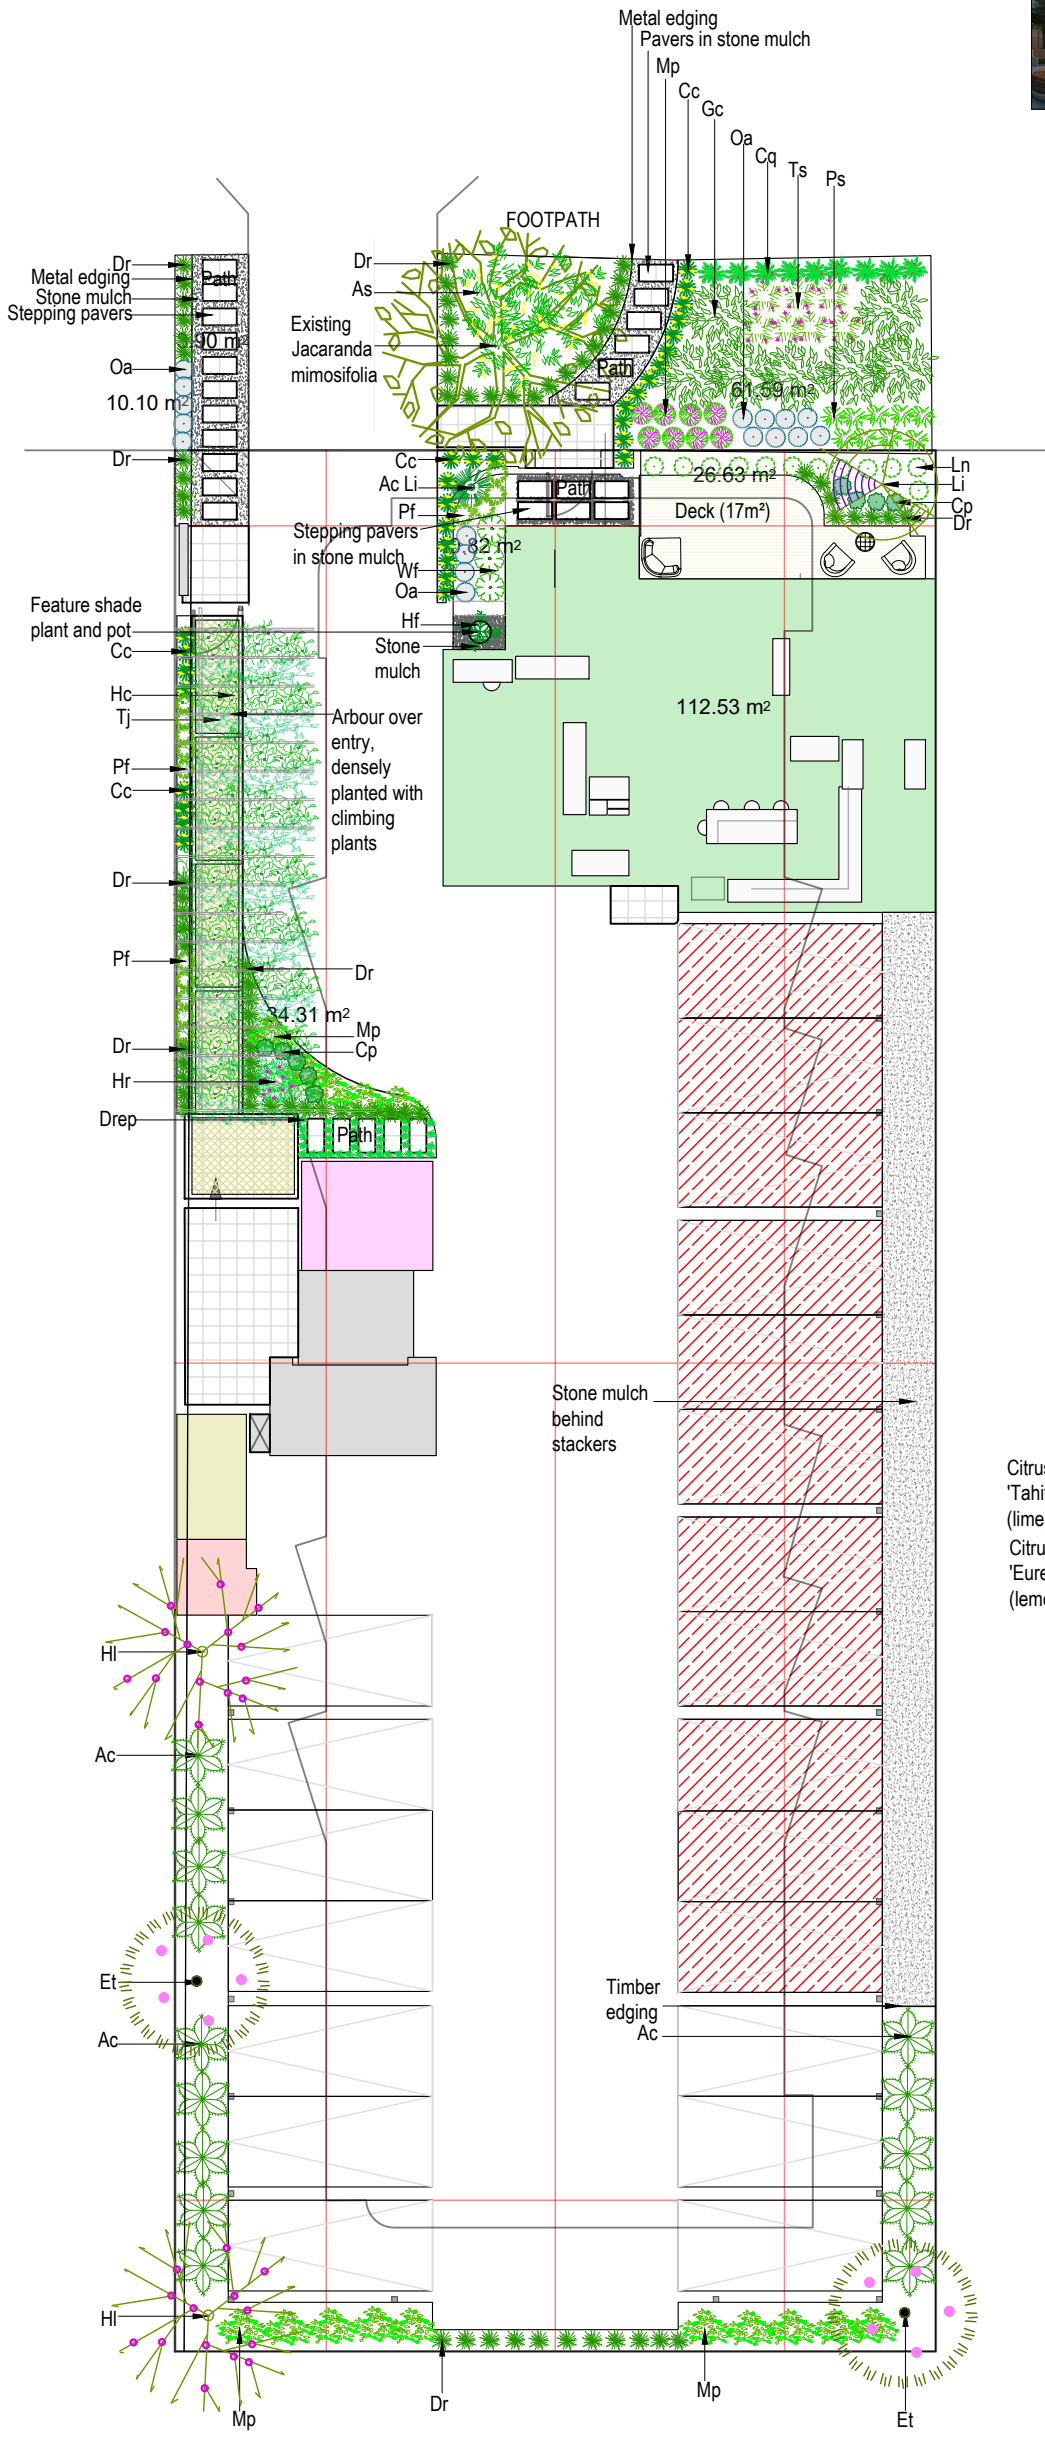 Metal edging
Pavers in stone mulch
Mp
Cc
Gc
Oa
Cq
Ts
Ps
FOOTPATH
Dr
Metal edging
Stone mulch
Stepping pavers
Path
90 m²
Oa
10.10 m²
Dr
Dr
As
Existing
Jacaranda
mimosifolia
Path
61.59 m²
Cc
Ac Li
Pf
Stepping pavers
in stone mulch
Path
.82 m²
Wf
Oa
26.63 m²
Deck (17m²)
Ln
Li
Cp
Dr
Feature shade
plant and pot
Hf
Stone
mulch
Cc
Hc
Tj
Arbour over
entry,
densely
planted with
climbing
plants
112.53 m²
Pf
Cc
Dr
Pf
Dr
34.31 m²
Mp
Cp
Dr
Hr
Drep
Path
Stone mulch
behind
stackers
Citrus
'Tahi
(lime
Citru
'Eure
(lem
Hl
Ac
Et
Ac
Timber
edging
Ac
Hl
Mp
Dr
Mp
Et